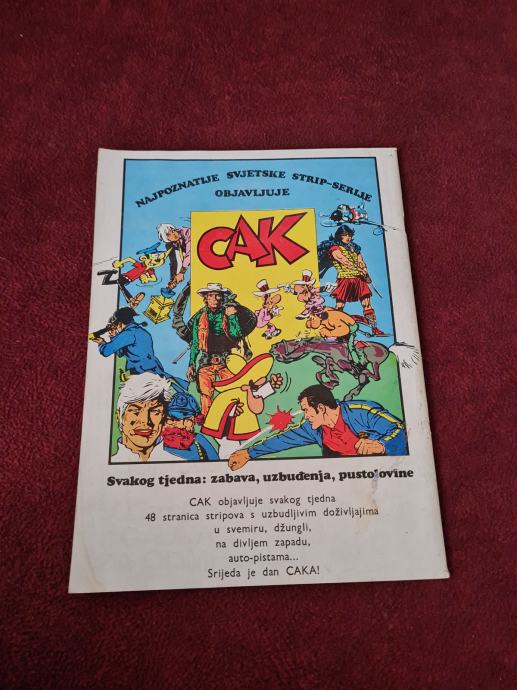 NAJPOZNATIJE SVJETSKE STRIP-SERIJE
OBJAVLJUJE
CAK
Svakog tjedna: zabava, uzbuđenja, pustolovine
CAK objavljuje svakog tjedna
48 stranica stripova s uzbudljivim doživljajima
u svemiru, džungli,
na divljem zapadu,
auto-pistama...
Srijeda je dan CAKA!